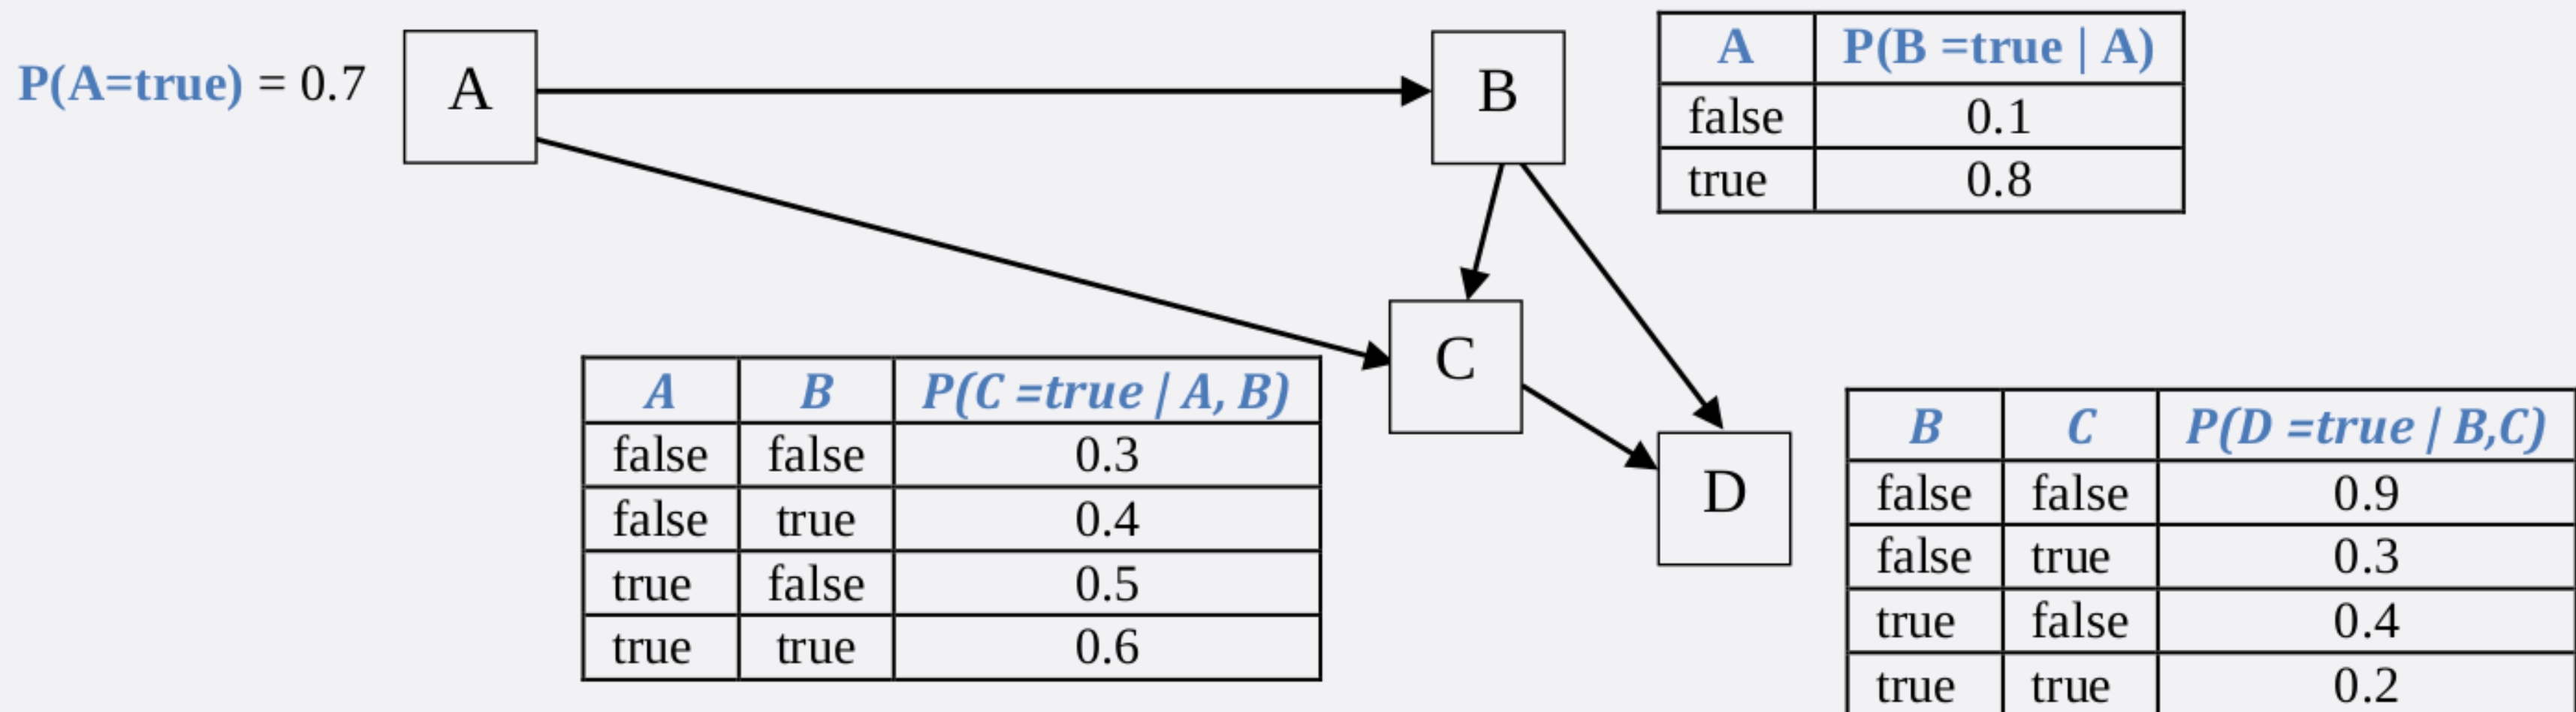 P(A=true) = 0.7
A
B
A P(B =true | A)
false 0.1
true 0.8
C
D
A B P(C =true | A, B)
false false 0.3
false true 0.4
true false 0.5
true true 0.6
B C P(D =true | B,C)
false false 0.9
false true 0.3
true false 0.4
true true 0.2